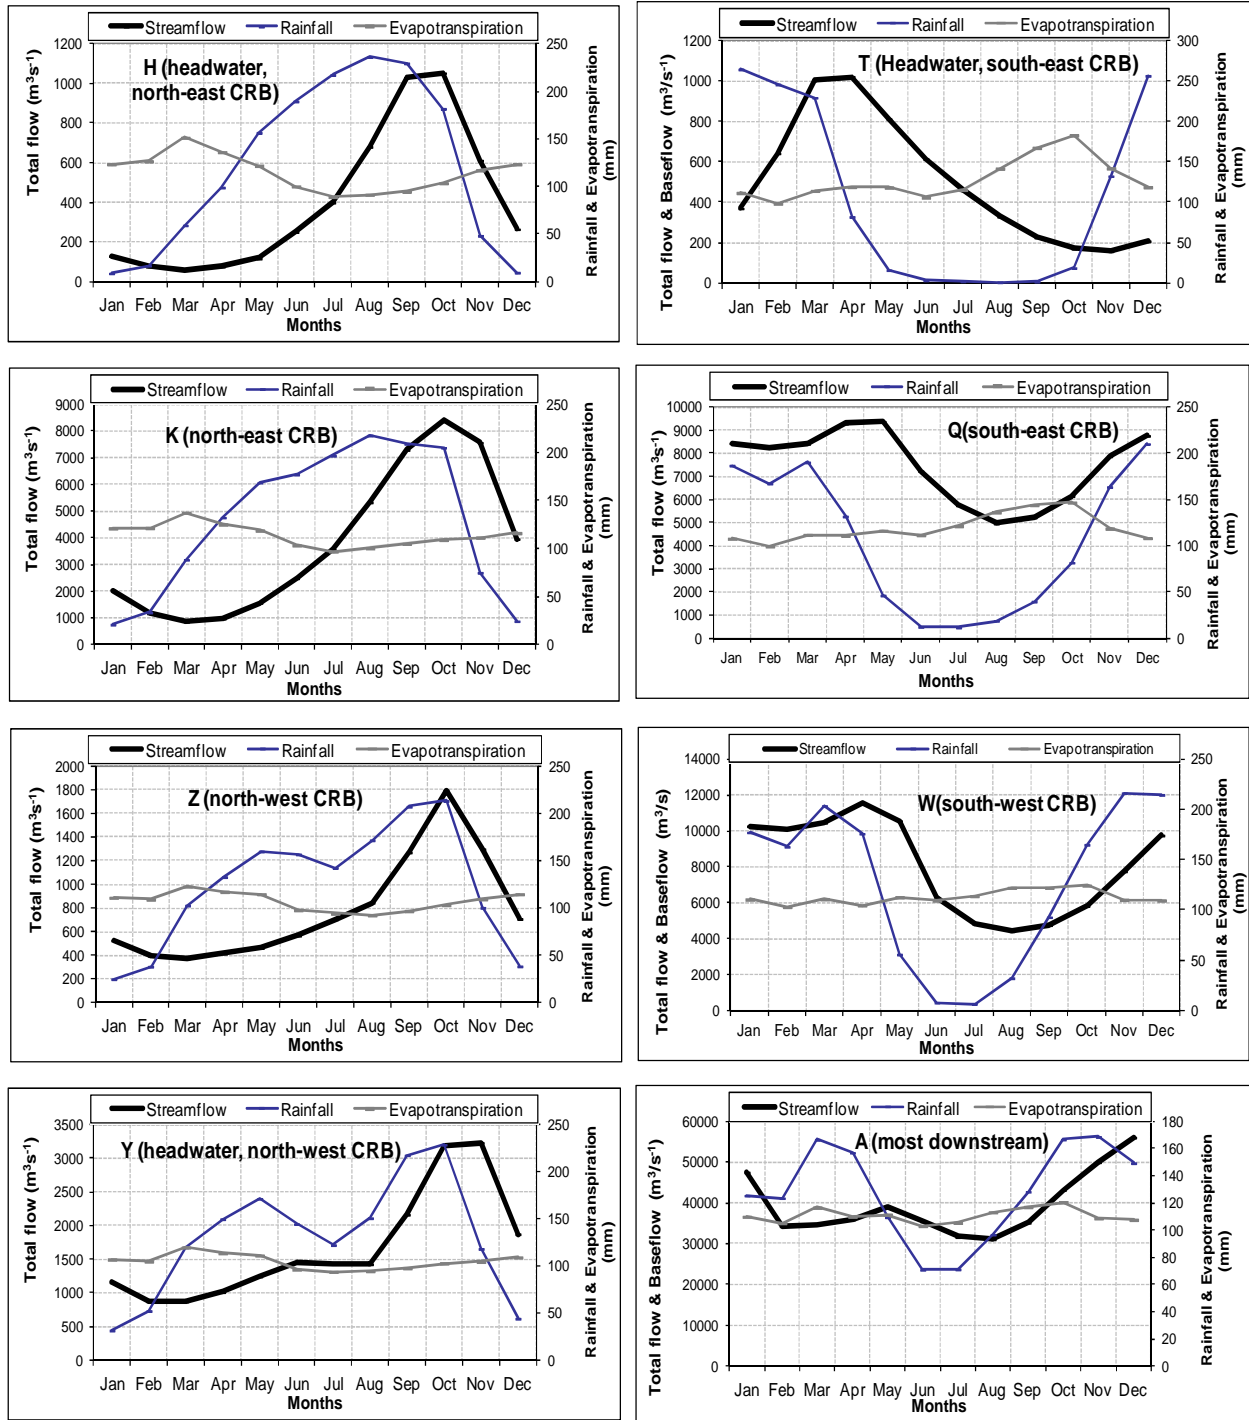 Streamflow Rainfall Evapotranspiration
H (headwater,
north-east CRB)
Total flow (m³s⁻¹)
1200
1000
800
600
400
200
0
250
200
150
100
50
0
Rainfall & Evapotranspiration
(mm)
Jan Feb Mar Apr May Jun Jul Aug Sep Oct Nov Dec
Months
Streamflow Rainfall Evapotranspiration
T (Headwater, south-east CRB)
Total flow & Baseflow (m³/s⁻¹)
1200
1000
800
600
400
200
0
300
250
200
150
100
50
0
Rainfall & Evapotranspiration
(mm)
Jan Feb Mar Apr May Jun Jul Aug Sep Oct Nov Dec
Months
Streamflow Rainfall Evapotranspiration
K (north-east CRB)
Total flow (m³s⁻¹)
9000
8000
7000
6000
5000
4000
3000
2000
1000
0
250
200
150
100
50
0
Rainfall & Evapotranspiration
(mm)
Jan Feb Mar Apr May Jun Jul Aug Sep Oct Nov Dec
Months
Streamflow Rainfall Evapotranspiration
Q(south-east CRB)
Total flow (m³s⁻¹)
10000
9000
8000
7000
6000
5000
4000
3000
2000
1000
0
250
200
150
100
50
0
Rainfall & Evapotranspiration
(mm)
Jan Feb Mar Apr May Jun Jul Aug Sep Oct Nov Dec
Months
Streamflow Rainfall Evapotranspiration
Z (north-west CRB)
Total flow (m³s⁻¹)
2000
1800
1600
1400
1200
1000
800
600
400
200
0
250
200
150
100
50
0
Rainfall & Evapotranspiration
(mm)
Jan Feb Mar Apr May Jun Jul Aug Sep Oct Nov Dec
Months
Streamflow Rainfall Evapotranspiration
W(south-west CRB)
Total flow & Baseflow (m³/s)
14000
12000
10000
8000
6000
4000
2000
0
250
200
150
100
50
0
Rainfall & Evapotranspiration
(mm)
Jan Feb Mar Apr May Jun Jul Aug Sep Oct Nov Dec
Months
Streamflow Rainfall Evapotranspiration
Y (headwater, north-west CRB)
Total flow (m³s⁻¹)
3500
3000
2500
2000
1500
1000
500
0
250
200
150
100
50
0
Rainfall & Evapotranspiration
(mm)
Jan Feb Mar Apr May Jun Jul Aug Sep Oct Nov Dec
Months
Streamflow Rainfall Evapotranspiration
A (most downstream)
Total flow & Baseflow (m³/s⁻¹)
60000
50000
40000
30000
20000
10000
0
180
160
140
120
100
80
60
40
20
0
Rainfall & Evapotranspiration
(mm)
Jan Feb Mar Apr May Jun Jul Aug Sep Oct Nov Dec
Months